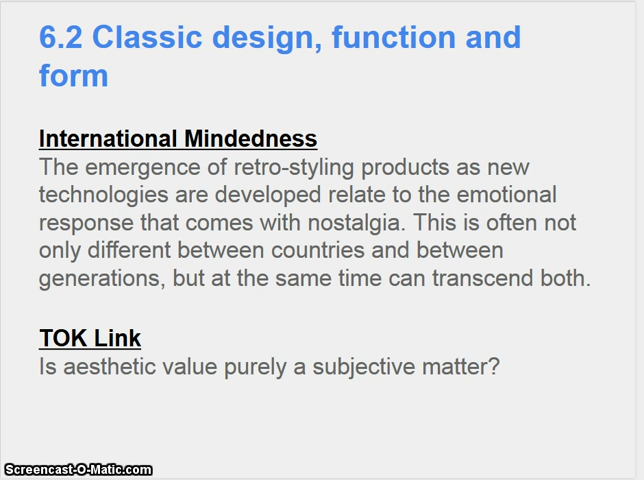 6.2 Classic design, function and
form
International Mindedness
The emergence of retro-styling products as new
technologies are developed relate to the emotional
response that comes with nostalgia. This is often not
only different between countries and between
generations, but at the same time can transcend both.
TOK Link
Is aesthetic value purely a subjective matter?
Screencast-O-Matic.com